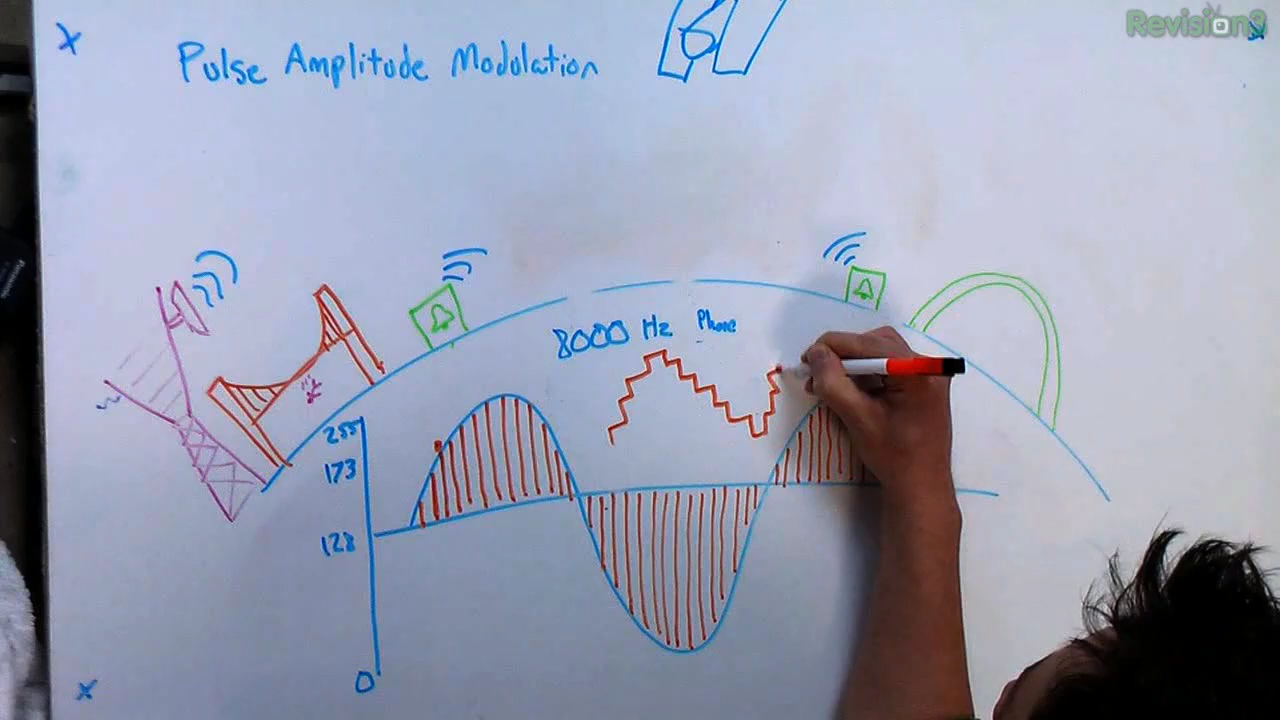 Revision3
Pulse Amplitude Modulation
8000 Hz Phone
255
173
128
0